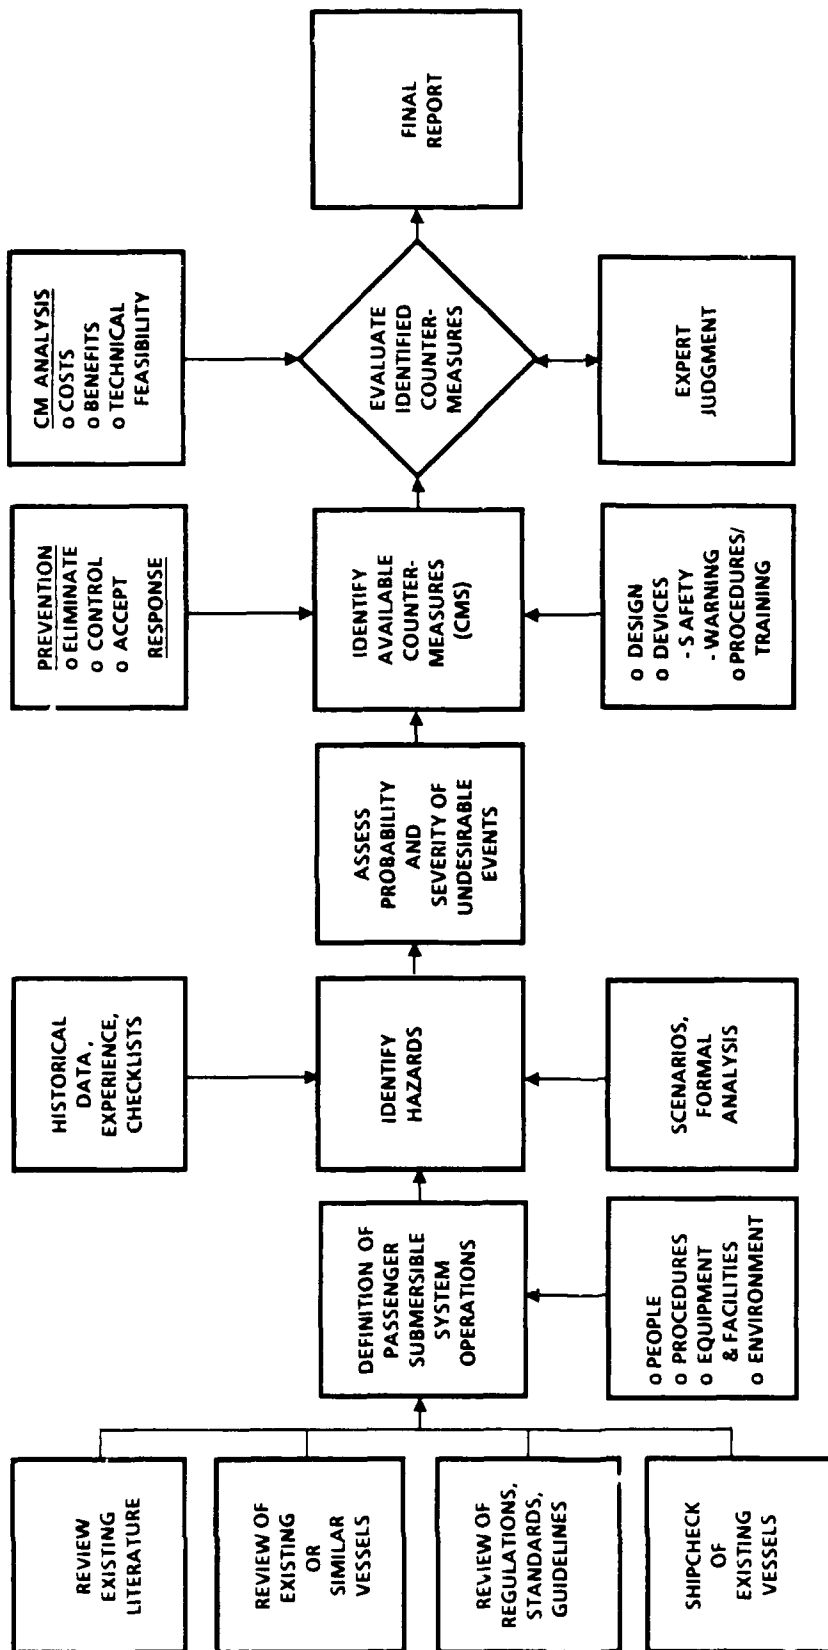 REVIEW
EXISTING
LITERATURE
REVIEW OF
EXISTING
OR
SIMILAR
VESSELS
REVIEW OF
REGULATIONS,
STANDARDS,
GUIDELINES
SHIPCHECK
OF
EXISTING
VESSELS
DEFINITION OF
PASSENGER
SUBMERSIBLE
SYSTEM
OPERATIONS
o PEOPLE
o PROCEDURES
o EQUIPMENT
& FACILITIES
o ENVIRONMENT
HISTORICAL
DATA,
EXPERIENCE,
CHECKLISTS
IDENTIFY
HAZARDS
SCENARIOS,
FORMAL
ANALYSIS
ASSESS
PROBABILITY
AND
SEVERITY OF
UNDESIRABLE
EVENTS
PREVENTION
o ELIMINATE
o CONTROL
o ACCEPT
RESPONSE
IDENTIFY
AVAILABLE
COUNTER-
MEASURES
(CMS)
o DESIGN
o DEVICES
- SAFETY
- WARNING
o PROCEDURES/
TRAINING
CM ANALYSIS
o COSTS
o BENEFITS
o TECHNICAL
FEASIBILITY
EVALUATE
IDENTIFIED
COUNTER-
MEASURES
EXPERT
JUDGMENT
FINAL
REPORT